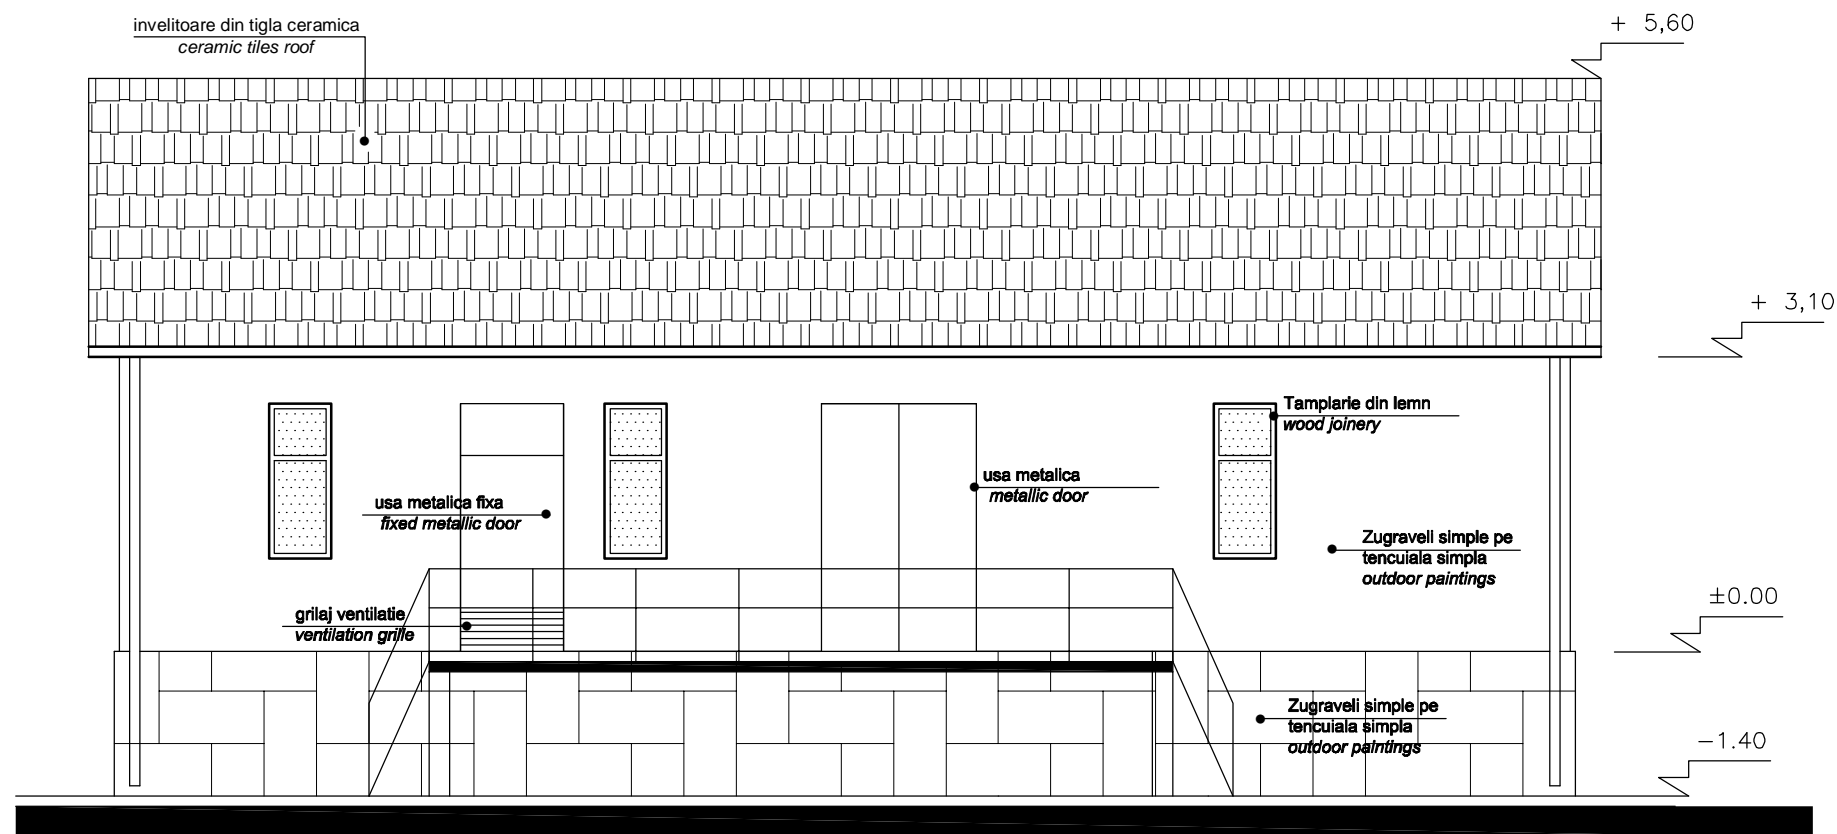 invelitoare din tigla ceramica
ceramic tiles roof
+ 5,60
+ 3,10
Tamplarie din lemn
wood joinery
usa metalica
metallic door
usa metalica fixa
fixed metallic door
Zugraveli simple pe
tencuiala simpla
outdoor paintings
±0.00
grilaj ventilatie
ventilation grille
Zugraveli simple pe
tencuiala simpla
outdoor paintings
−1.40